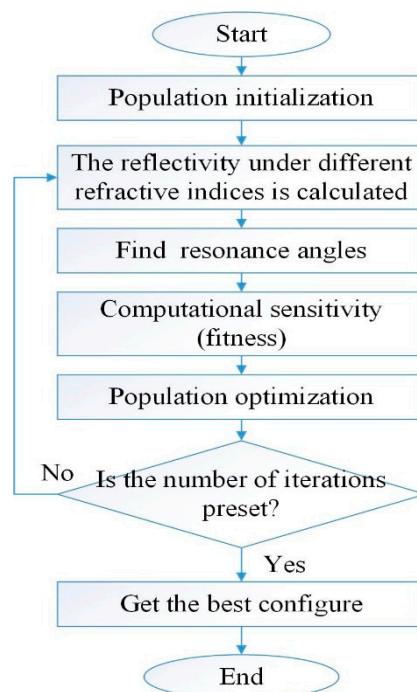 Start
Population initialization
The reflectivity under different
refractive indices is calculated
Find resonance angles
Computational sensitivity
(fitness)
Population optimization
No
Is the number of iterations
preset?
Yes
Get the best configure
End